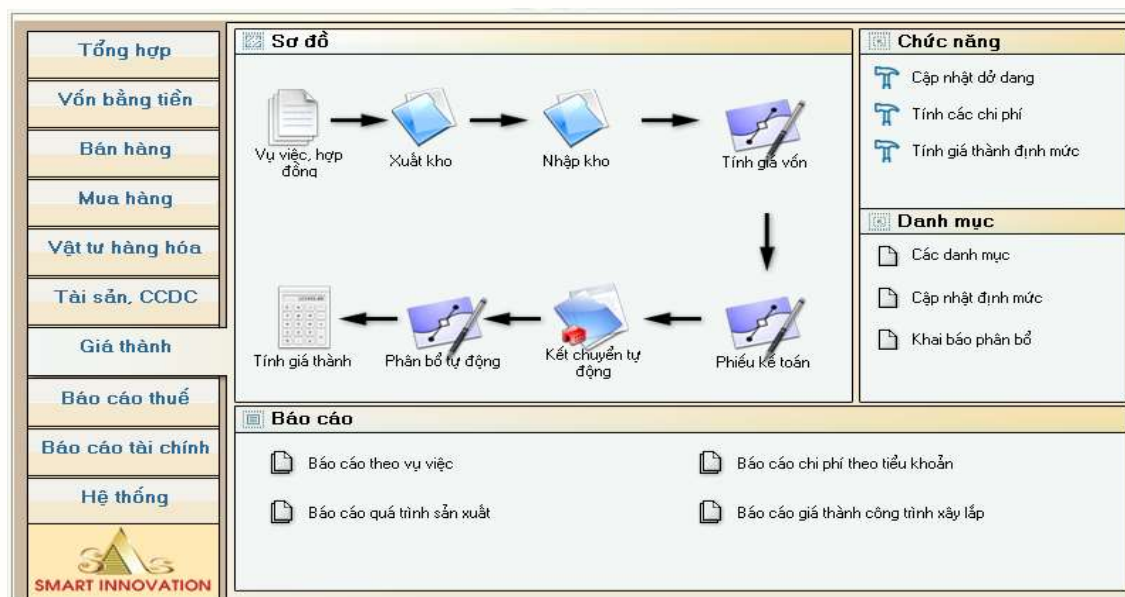 Tổng hợp
Vốn bằng tiền
Bán hàng
Mua hàng
Vật tư hàng hóa
Tài sản, CCDC
Giá thành
Báo cáo thuế
Báo cáo tài chính
Hệ thống
SAS
SMART INNOVATION
Sơ đồ
Vụ việc, hợp
đồng
Xuất kho
Nhập kho
Tính giá vốn
Tính giá thành
Phân bổ tự động
Kết chuyển tự
động
Phiếu kế toán
Chức năng
Cập nhật dở dang
Tính các chi phí
Tính giá thành định mức
Danh mục
Các danh mục
Cập nhật định mức
Khai báo phân bổ
Báo cáo
Báo cáo theo vụ việc
Báo cáo chi phí theo tiểu khoản
Báo cáo quá trình sản xuất
Báo cáo giá thành công trình xây lắp